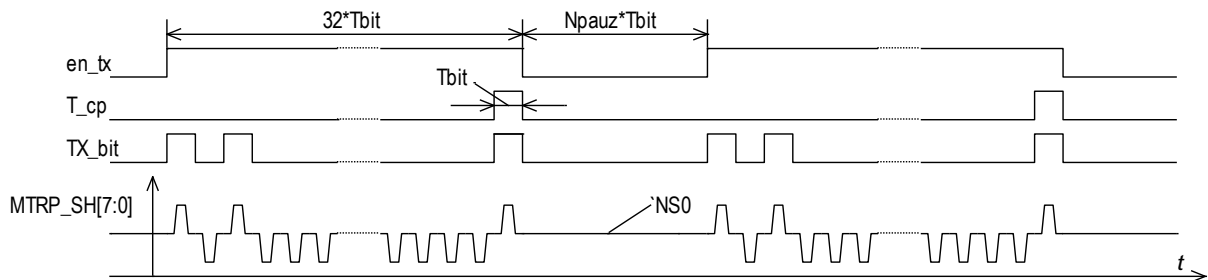 32*Tbit
Npauz*Tbit
en_tx
Tbit
T_cp
TX_bit
MTRP_SH[7:0]
`NS0
t